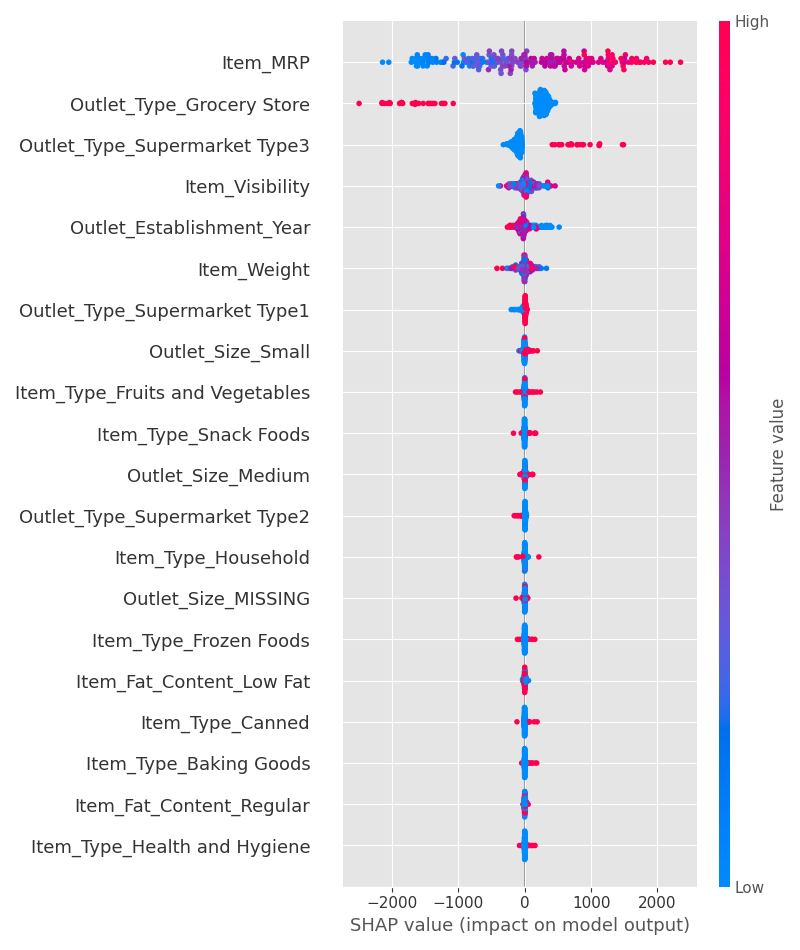 High
Item_MRP
Outlet_Type_Grocery Store
Outlet_Type_Supermarket Type3
Item_Visibility
Outlet_Establishment_Year
Item_Weight
Outlet_Type_Supermarket Type1
Outlet_Size_Small
Item_Type_Fruits and Vegetables
Item_Type_Snack Foods
Outlet_Size_Medium
Outlet_Type_Supermarket Type2
Item_Type_Household
Outlet_Size_MISSING
Item_Type_Frozen Foods
Item_Fat_Content_Low Fat
Item_Type_Canned
Item_Type_Baking Goods
Item_Fat_Content_Regular
Item_Type_Health and Hygiene
Feature value
Low
−2000 −1000 0 1000 2000
SHAP value (impact on model output)